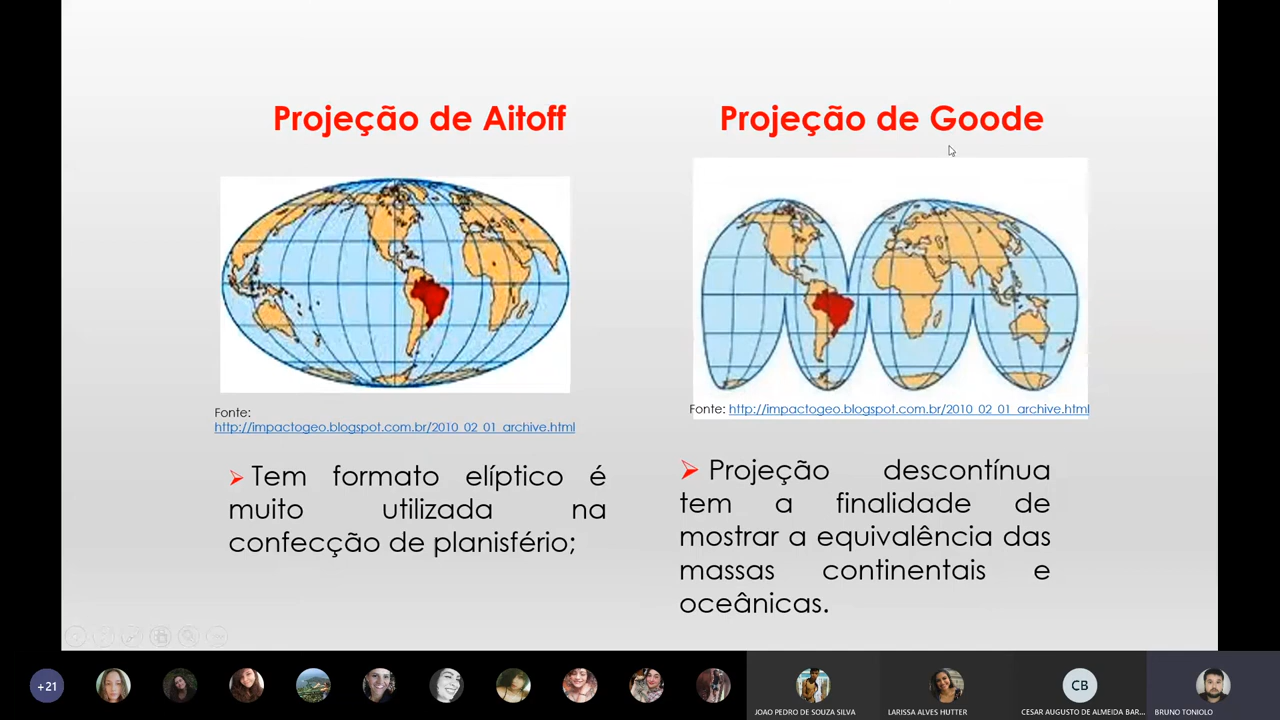 Projeção de Aitoff
Projeção de Goode
Fonte:
http://impactogeo.blogspot.com.br/2010_02_01_archive.html
Fonte: http://impactogeo.blogspot.com.br/2010_02_01_archive.html
Tem formato elíptico é
muito utilizada na
confecção de planisfério;
Projeção descontínua
tem a finalidade de
mostrar a equivalência das
massas continentais e
oceânicas.
+21
CB
JOAO PEDRO DE SOUZA SILVA
LARISSA ALVES HUTTER
CESAR AUGUSTO DE ALMEIDA BAR...
BRUNO TONIOLO